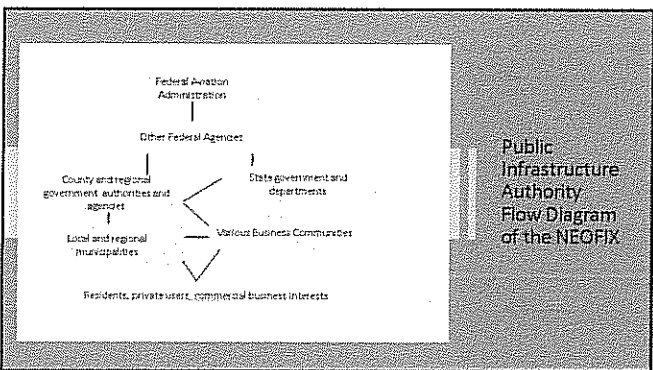 Federal Aviation
Administration
Other Federal Agencies
County and regional
government authorities and
agencies
State government and
departments
Local and regional
municipalities
Various Business Communities
Residents, private users, commercial business interests
Public
Infrastructure
Authority
Flow Diagram
of the NEOFIX